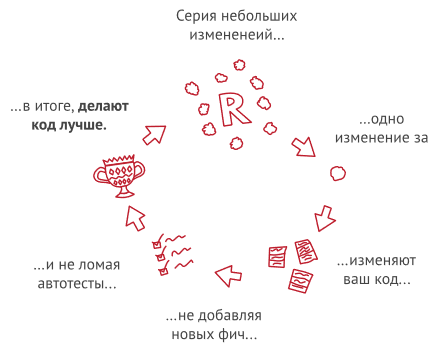 Серия небольших
измененеий...
R
...одно
изменение за
...изменяют
ваш код...
...не добавляя
новых фич...
...и не ломая
автотесты...
...в итоге, делают
код лучше.